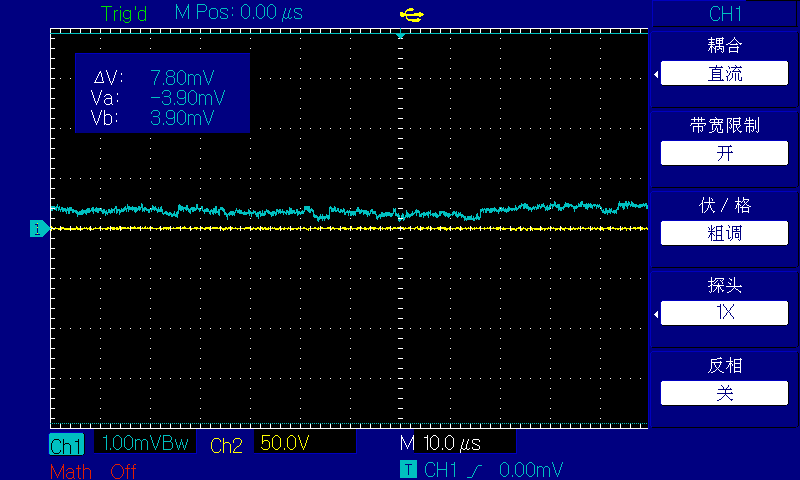 Trig'd M Pos: 0.00 μs CH1
ΔV: 7.80mV
Va: -3.90mV
Vb: 3.90mV
耦合
直流
带宽限制
开
伏/格
粗调
探头
1X
反相
关
1
Ch1 1.00mVBw Ch2 50.0V M 10.0 μs
Math Off T CH1 0.00mV